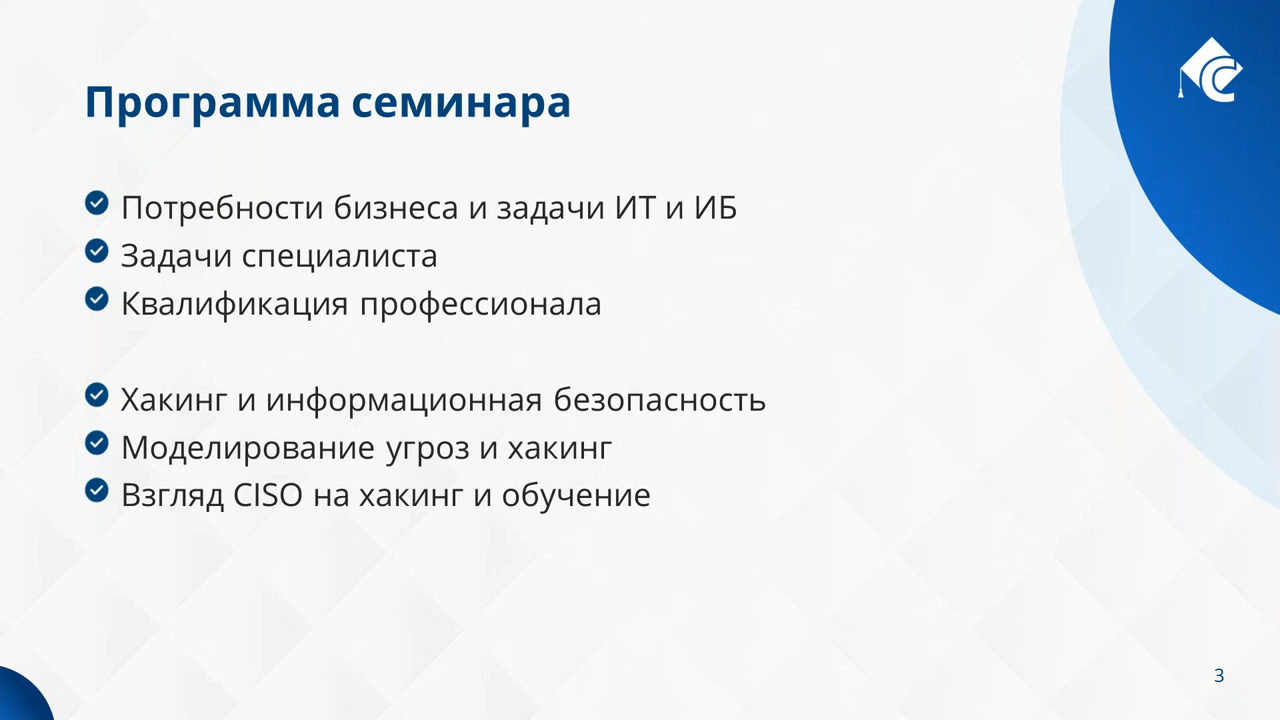 Программа семинара
Потребности бизнеса и задачи ИТ и ИБ
Задачи специалиста
Квалификация профессионала
Хакинг и информационная безопасность
Моделирование угроз и хакинг
Взгляд CISO на хакинг и обучение
3